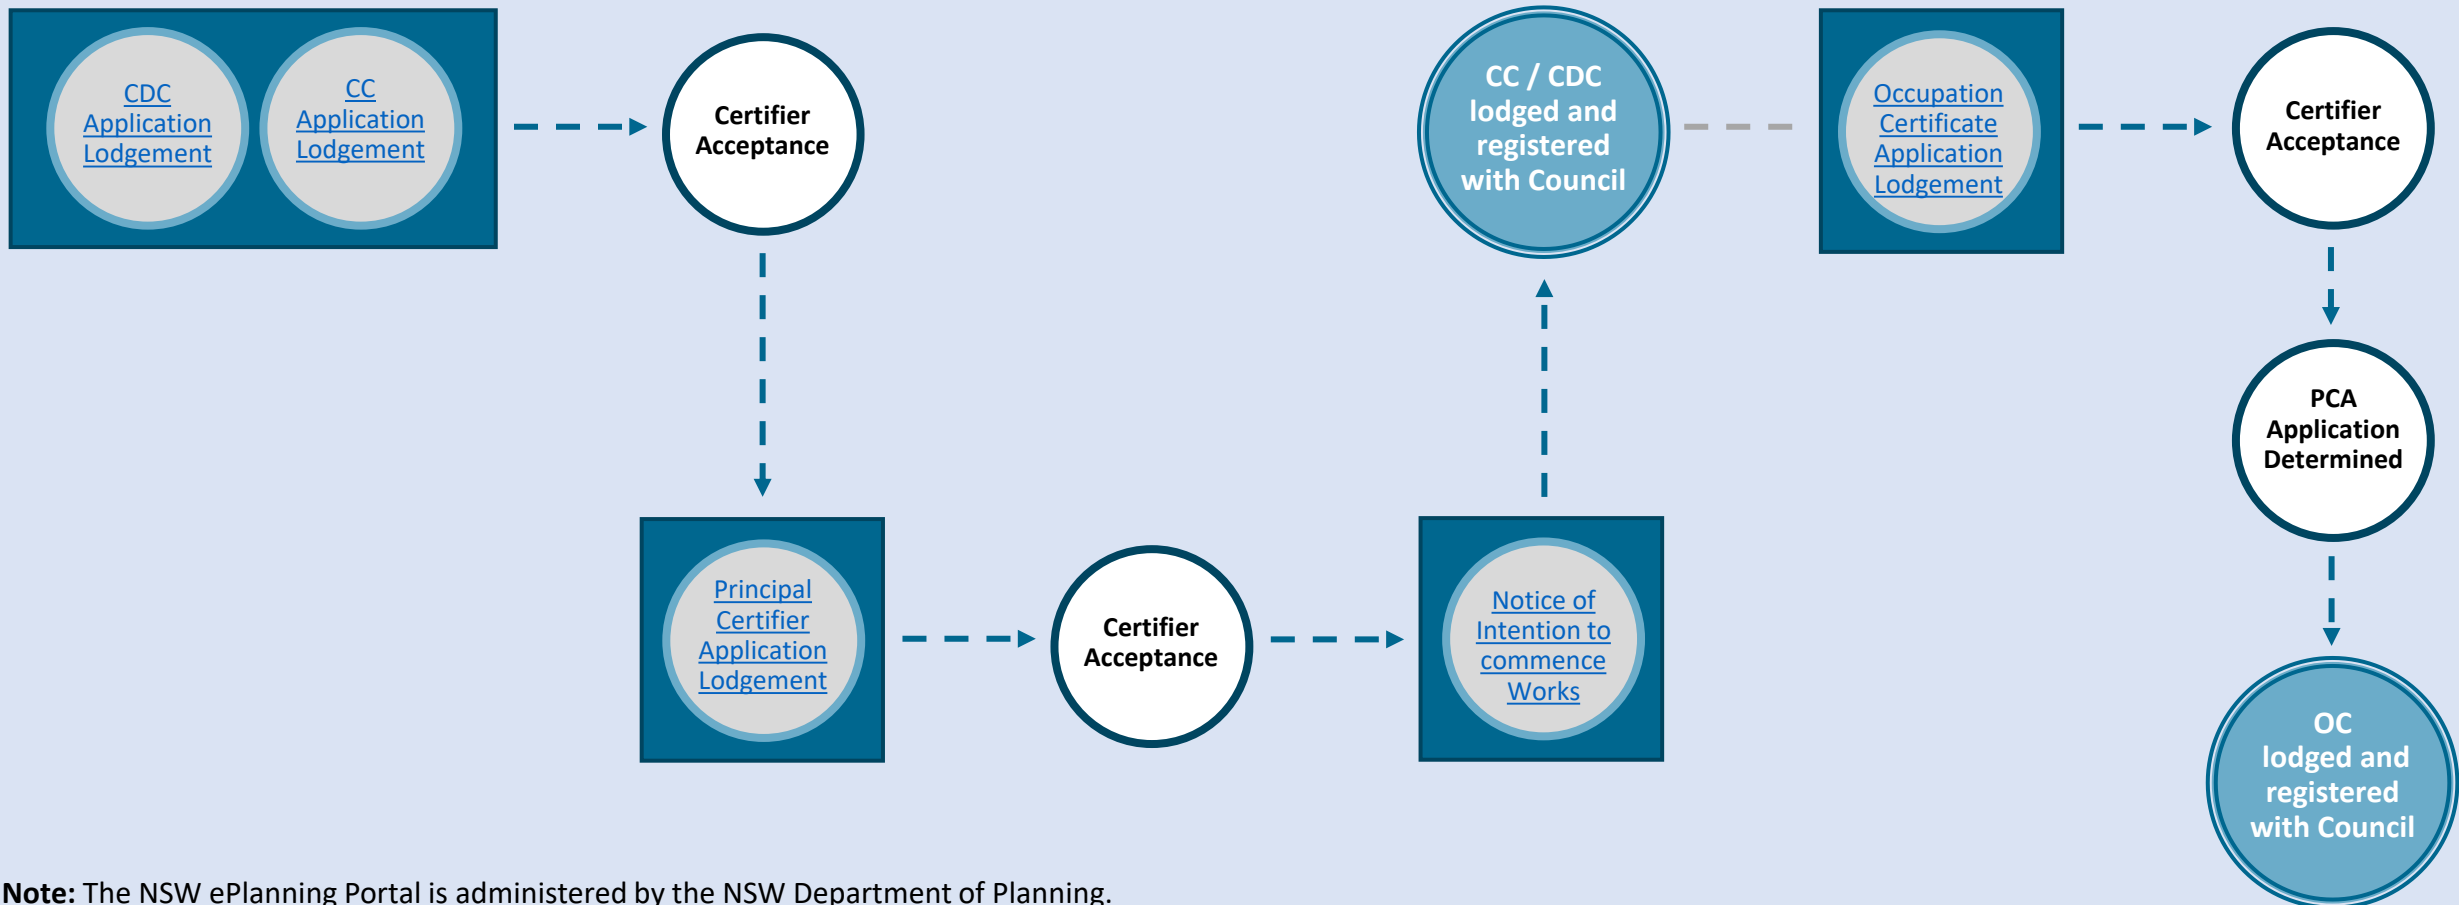 CDC
Application
Lodgement
CC
Application
Lodgement
Certifier
Acceptance
Principal
Certifier
Application
Lodgement
Certifier
Acceptance
Notice of
Intention to
commence
Works
CC / CDC
lodged and
registered
with Council
Occupation
Certificate
Application
Lodgement
Certifier
Acceptance
PCA
Application
Determined
OC
lodged and
registered
with Council
Note: The NSW ePlanning Portal is administered by the NSW Department of Planning.